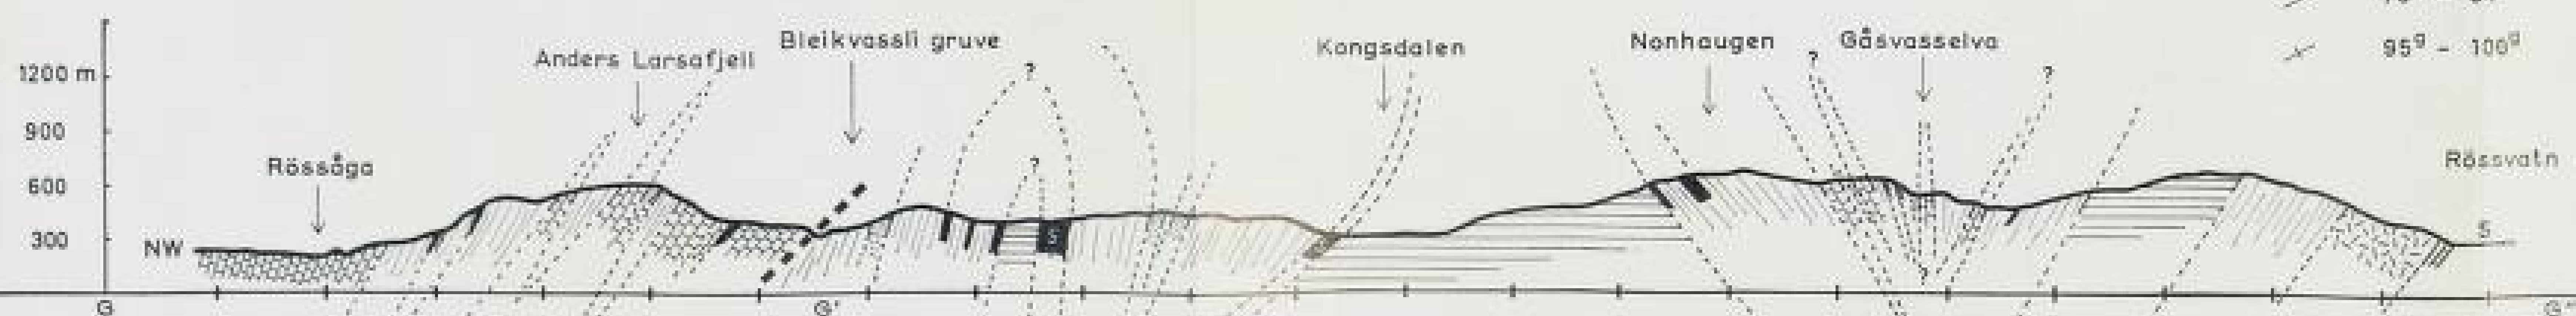 Anders Larsafjell
Bleikvassli gruve
Kongsdalen
Nonhaugen
Gåsvasselva
95g - 100g
1200 m
?
?
?
900
Rössåga
?
Rössvatn
600
300
NW
S
S
G
G'